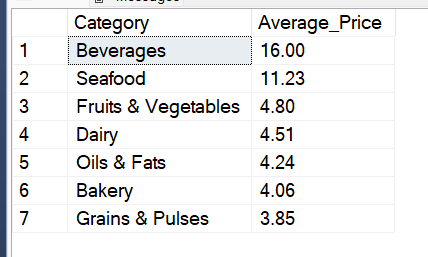 Messages
Category Average_Price
1 Beverages 16.00
2 Seafood 11.23
3 Fruits & Vegetables 4.80
4 Dairy 4.51
5 Oils & Fats 4.24
6 Bakery 4.06
7 Grains & Pulses 3.85